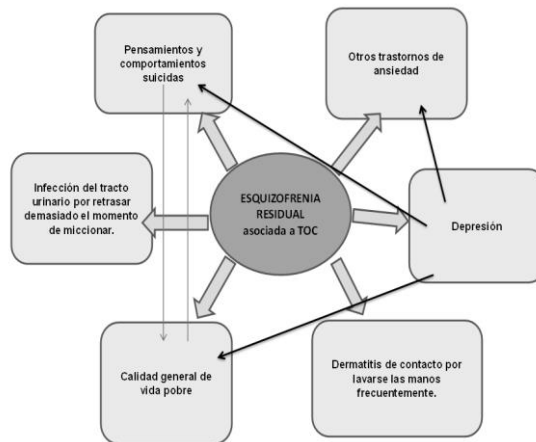 Pensamientos y
comportamientos
suicidas
Otros trastornos de
ansiedad
Infección del tracto
urinario por retrasar
demasiado el momento
de miccionar.
ESQUIZOFRENIA
RESIDUAL
asociada a TOC
Depresión
Calidad general de
vida pobre
Dermatitis de contacto por
lavarse las manos
frecuentemente.